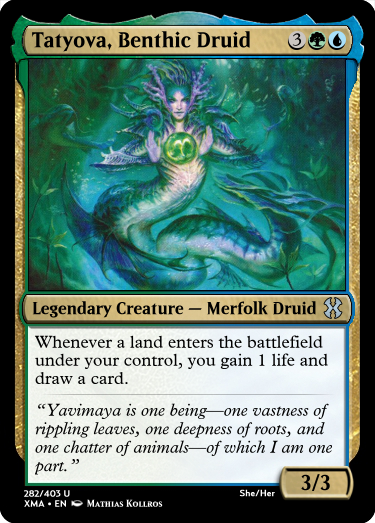 Tatyova, Benthic Druid 3
Legendary Creature — Merfolk Druid
Whenever a land enters the battlefield
under your control, you gain 1 life and
draw a card.
“Yavimaya is one being—one vastness of
rippling leaves, one deepness of roots, and
one chatter of animals—of which I am one
part.”
3/3
282/403 U She/Her
XMA • EN Mathias Kollros